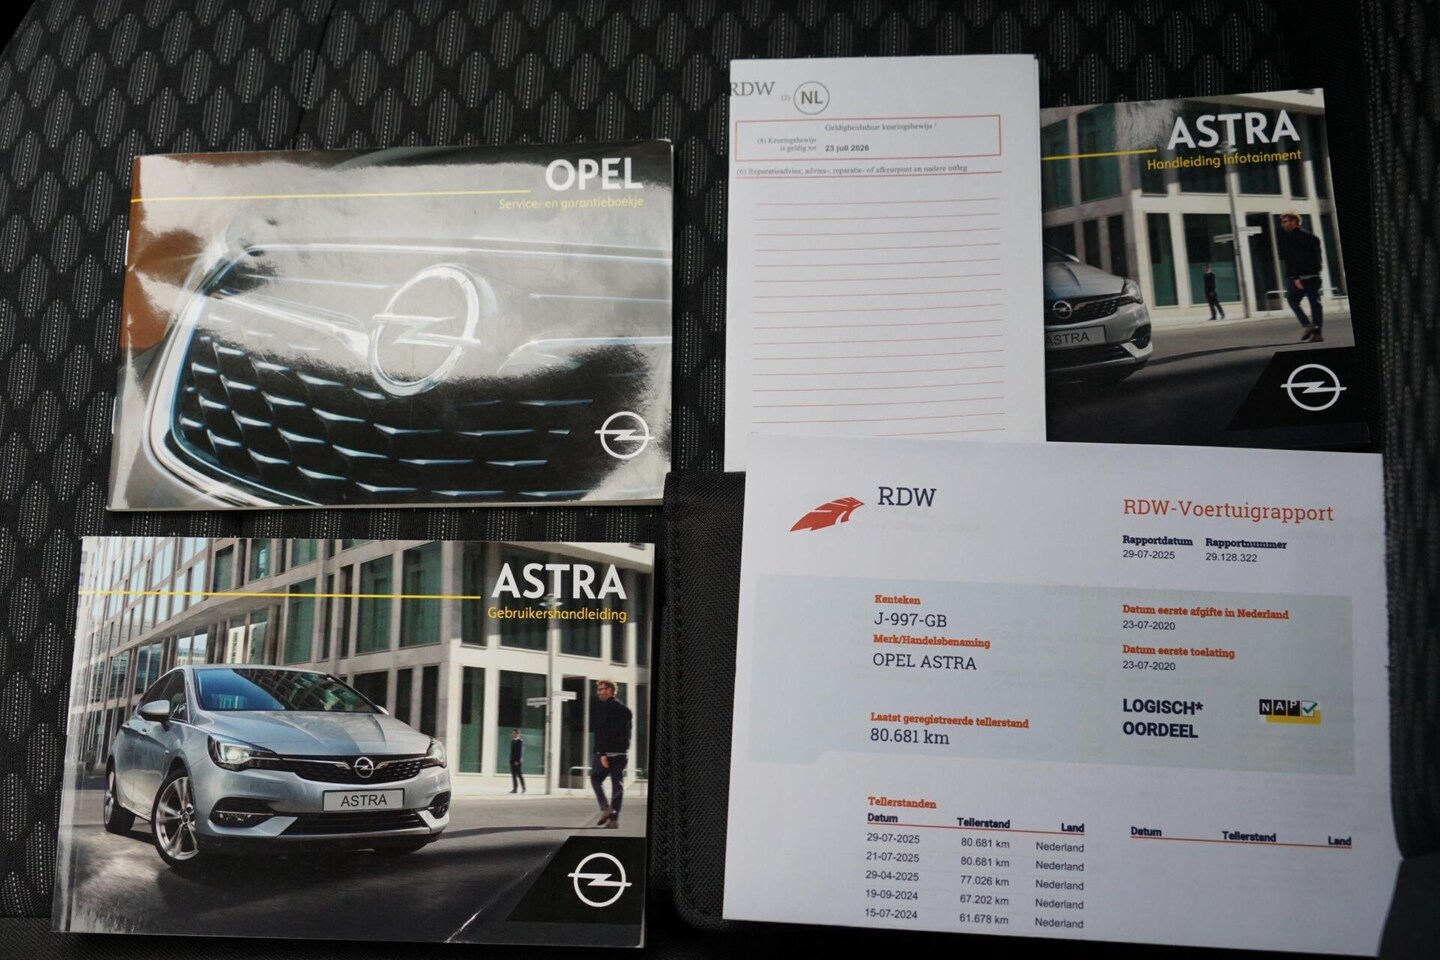 OPEL
Service- en garantieboekje
RDW
(2) NL
Geldigheidsduur keuringsbewijs ¹
(8) Keuringsbewijs
is geldig tot
23 juli 2026
(6) Reparatieadvies, advies-, reparatie- of afkeurpunt en nadere uitleg
ASTRA
Handleiding Infotainment
ASTRA
ASTRA
Gebruikershandleiding
ASTRA
RDW
RDW-Voertuigrapport
Rapportdatum Rapportnummer
29-07-2025 29.128.322
Kenteken
J-997-GB
Merk/Handelsbenaming
OPEL ASTRA
Laatst geregistreerde tellerstand
80.681 km
Datum eerste afgifte in Nederland
23-07-2020
Datum eerste toelating
23-07-2020
LOGISCH*
OORDEEL
NAP
Tellerstanden
Datum Tellerstand Land
29-07-2025 80.681 km Nederland
21-07-2025 80.681 km Nederland
29-04-2025 77.026 km Nederland
19-09-2024 67.202 km Nederland
15-07-2024 61.678 km Nederland
Datum Tellerstand Land